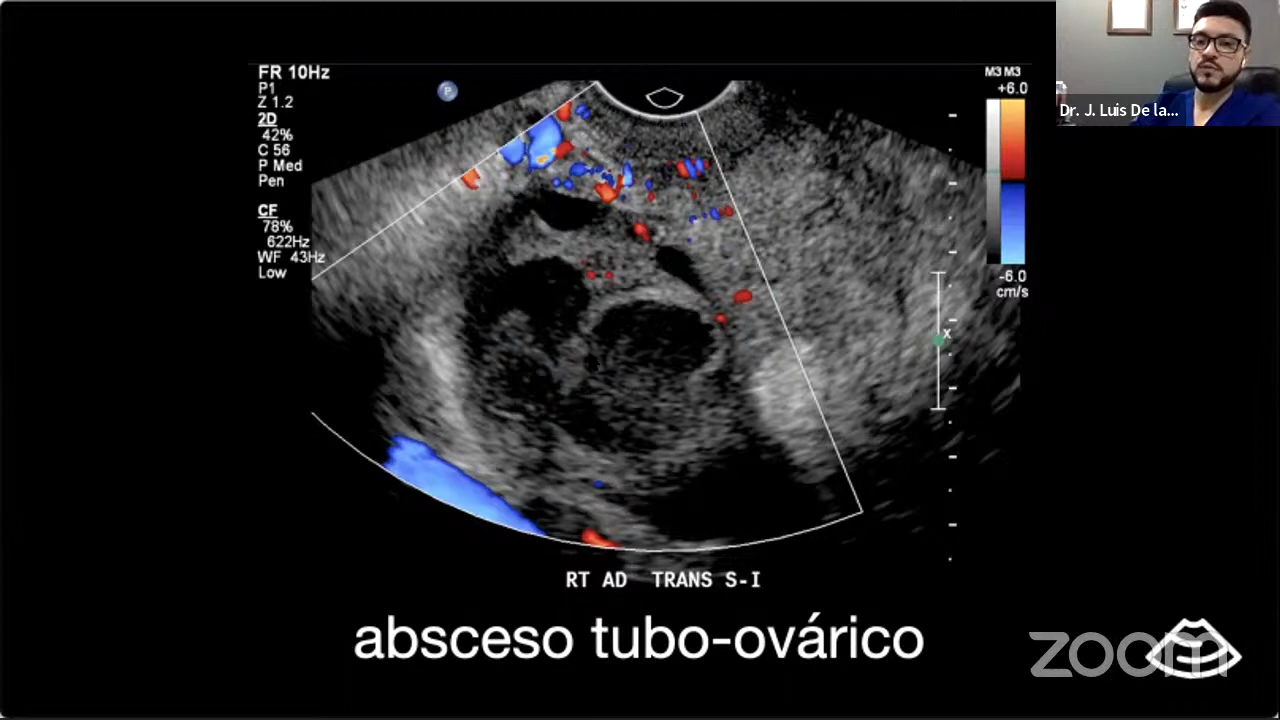 FR 10Hz
P1
Z 1.2
2D
42%
C 56
P Med
Pen
CF
78%
622Hz
WF 43Hz
Low
P
M3 M3
+6.0
-6.0
cm/s
x
Dr. J. Luis De la...
RT AD TRANS S-I
absceso tubo-ovárico
zoom